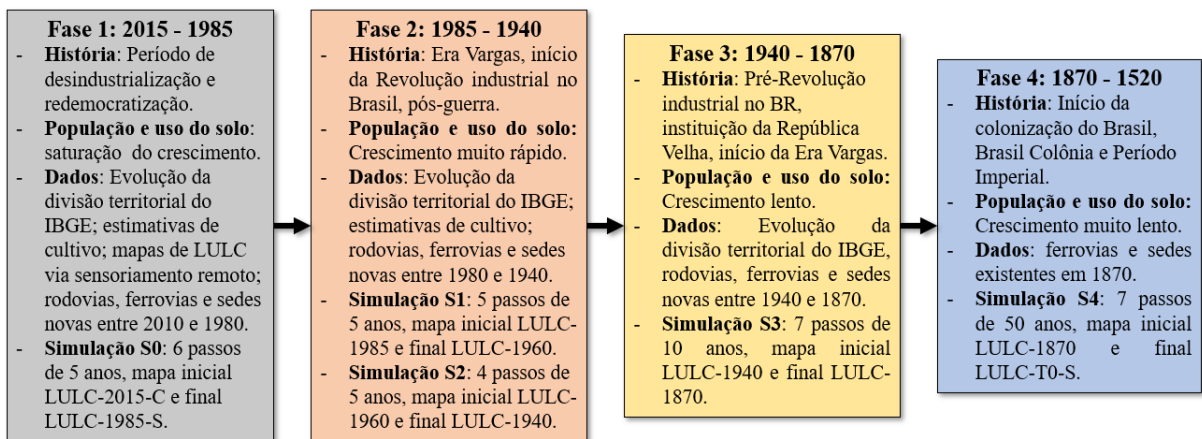 Fase 1: 2015 - 1985
- História: Período de
desindustrialização e
redemocratização.
- População e uso do solo:
saturação do crescimento.
- Dados: Evolução da
divisão territorial do
IBGE; estimativas de
cultivo; mapas de LULC
via sensoriamento remoto;
rodovias, ferrovias e sedes
novas entre 2010 e 1980.
- Simulação S0: 6 passos
de 5 anos, mapa inicial
LULC-2015-C e final
LULC-1985-S.
Fase 2: 1985 - 1940
- História: Era Vargas, início
da Revolução industrial no
Brasil, pós-guerra.
- População e uso do solo:
Crescimento muito rápido.
- Dados: Evolução da
divisão territorial do IBGE;
estimativas de cultivo;
rodovias, ferrovias e sedes
novas entre 1980 e 1940.
- Simulação S1: 5 passos de
5 anos, mapa inicial LULC-
1985 e final LULC-1960.
- Simulação S2: 4 passos de
5 anos, mapa inicial LULC-
1960 e final LULC-1940.
Fase 3: 1940 - 1870
- História: Pré-Revolução
industrial no BR,
instituição da República
Velha, início da Era Vargas.
- População e uso do solo:
Crescimento lento.
- Dados: Evolução da
divisão territorial do IBGE,
rodovias, ferrovias e sedes
novas entre 1940 e 1870.
- Simulação S3: 7 passos de
10 anos, mapa inicial
LULC-1940 e final LULC-
1870.
Fase 4: 1870 - 1520
- História: Início da
colonização do Brasil,
Brasil Colônia e Período
Imperial.
- População e uso do solo:
Crescimento muito lento.
- Dados: ferrovias e sedes
existentes em 1870.
- Simulação S4: 7 passos
de 50 anos, mapa inicial
LULC-1870 e final
LULC-T0-S.